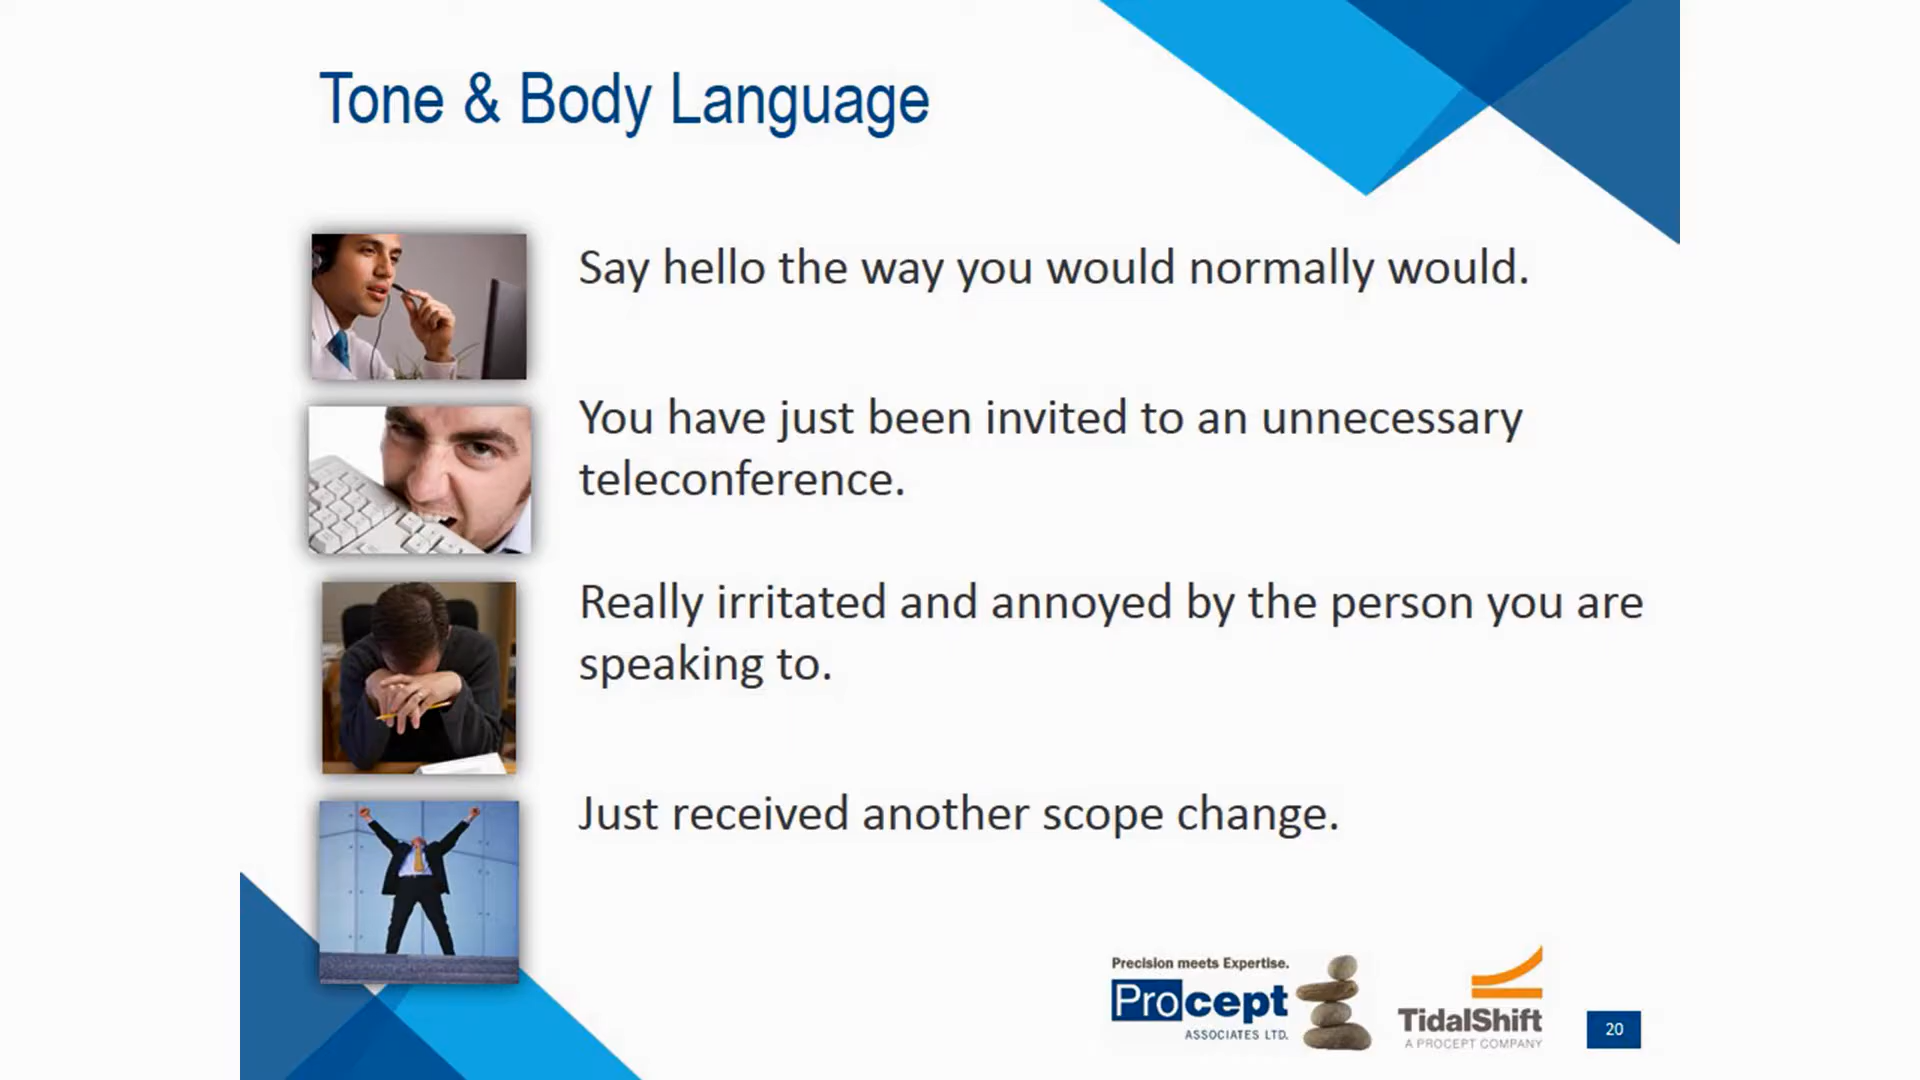 Tone & Body Language
Say hello the way you would normally would.
You have just been invited to an unnecessary
teleconference.
Really irritated and annoyed by the person you are
speaking to.
Just received another scope change.
Precision meets Expertise.
Procept
ASSOCIATES LTD.
TidalShift
A PROCEPT COMPANY
20